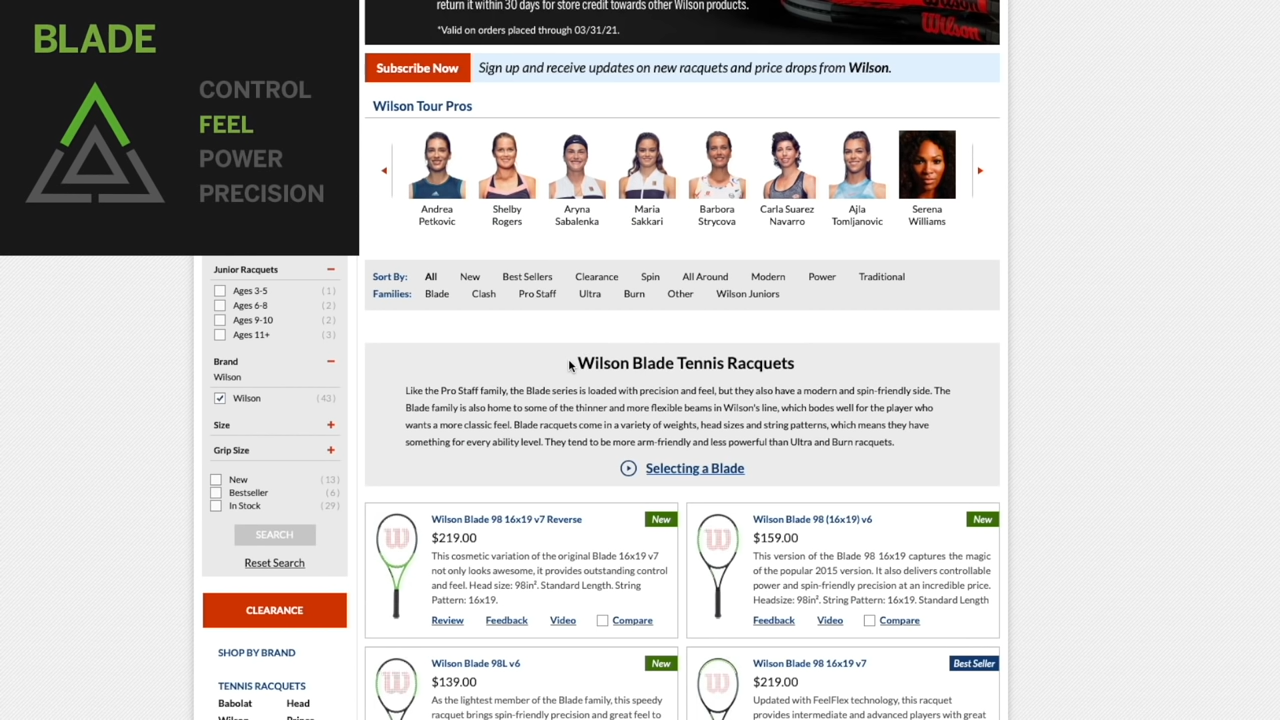 BLADE
CONTROL
FEEL
POWER
PRECISION
return it within 30 days for store credit towards other Wilson products.
*Valid on orders placed through 03/31/21.
Wilson
Wilson
Subscribe Now
Sign up and receive updates on new racquets and price drops from Wilson.
Wilson Tour Pros
Andrea Petkovic
Shelby Rogers
Aryna Sabalenka
Maria Sakkari
Barbora Strycova
Carla Suarez Navarro
Ajla Tomljanovic
Serena Williams
Sort By: All New Best Sellers Clearance Spin All Around Modern Power Traditional
Families: Blade Clash Pro Staff Ultra Burn Other Wilson Juniors
Junior Racquets
Ages 3-5 (1)
Ages 6-8 (2)
Ages 9-10 (2)
Ages 11+ (3)
Brand
Wilson
Wilson (43)
Size
Grip Size
New (13)
Bestseller (6)
In Stock (29)
SEARCH
Reset Search
CLEARANCE
SHOP BY BRAND
TENNIS RACQUETS
Babolat Head
Wilson Tennis Racquets
Wilson Blade Tennis Racquets
Like the Pro Staff family, the Blade series is loaded with precision and feel, but they also have a modern and spin-friendly side. The
Blade family is also home to some of the thinner and more flexible beams in Wilson's line, which bodes well for the player who
wants a more classic feel. Blade racquets come in a variety of weights, head sizes and string patterns, which means they have
something for every ability level. They tend to be more arm-friendly and less powerful than Ultra and Burn racquets.
Selecting a Blade
Wilson Blade 98 16x19 v7 Reverse New
$219.00
This cosmetic variation of the original Blade 16x19 v7
not only looks awesome, it provides outstanding control
and feel. Head size: 98in². Standard Length. String
Pattern: 16x19.
Review Feedback Video Compare
Wilson Blade 98 (16x19) v6 New
$159.00
This version of the Blade 98 16x19 captures the magic
of the popular 2015 version. It also delivers controllable
power and spin-friendly precision at an incredible price.
Headsize: 98in². String Pattern: 16x19. Standard Length
Feedback Video Compare
Wilson Blade 98L v6 New
$139.00
As the lightest member of the Blade family, this speedy
racquet brings spin-friendly precision and great feel to
Wilson Blade 98 16x19 v7 Best Seller
$219.00
Updated with FeelFlex technology, this racquet
provides intermediate and advanced players with great